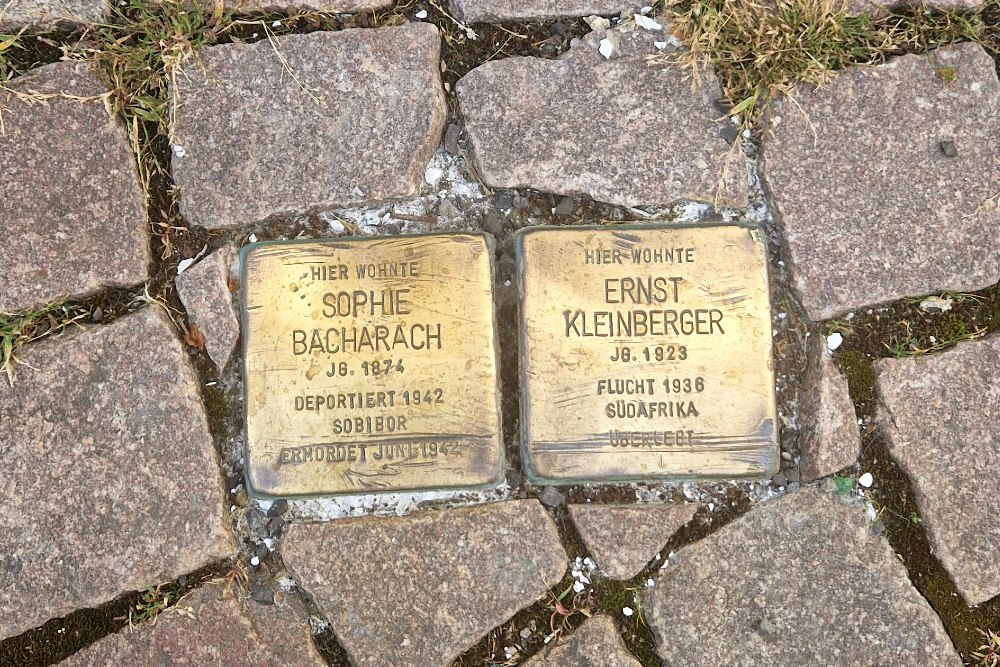 HIER WOHNTE
SOPHIE
BACHARACH
JG. 1874
DEPORTIERT 1942
SOBIBOR
ERMORDET JUNI 1942
HIER WOHNTE
ERNST
KLEINBERGER
JG. 1923
FLUCHT 1936
SÜDAFRIKA
ÜBERLEBT